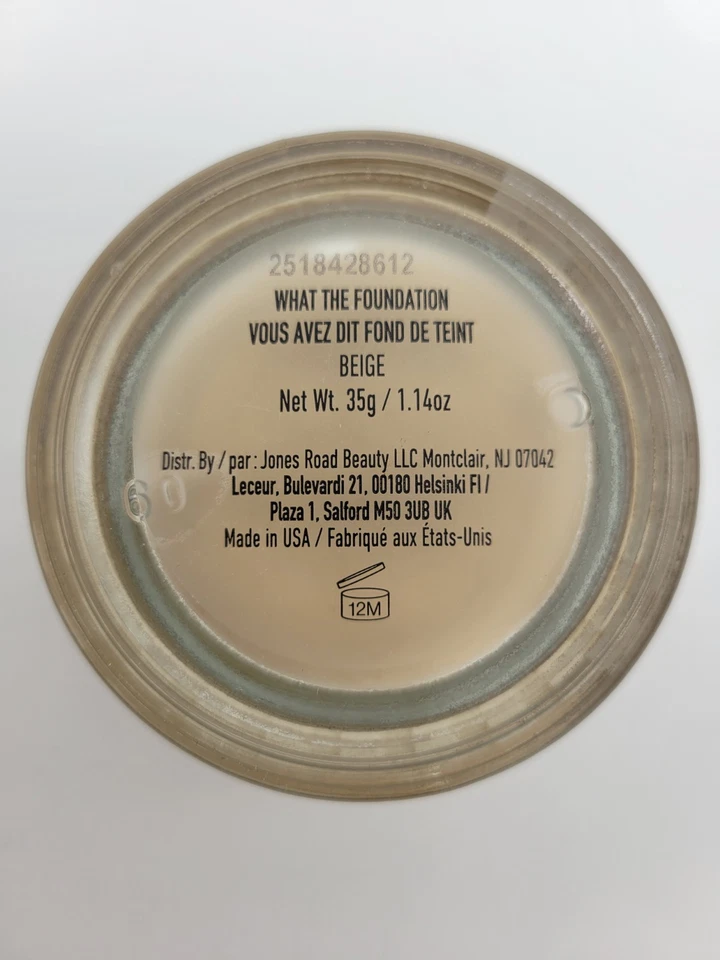 2518428612
WHAT THE FOUNDATION
VOUS AVEZ DIT FOND DE TEINT
BEIGE
Net Wt. 35g / 1.14oz
Distr. By / par : Jones Road Beauty LLC Montclair, NJ 07042
Leceur, Bulevardi 21, 00180 Helsinki FI /
Plaza 1, Salford M50 3UB UK
Made in USA / Fabriqué aux États-Unis
12M